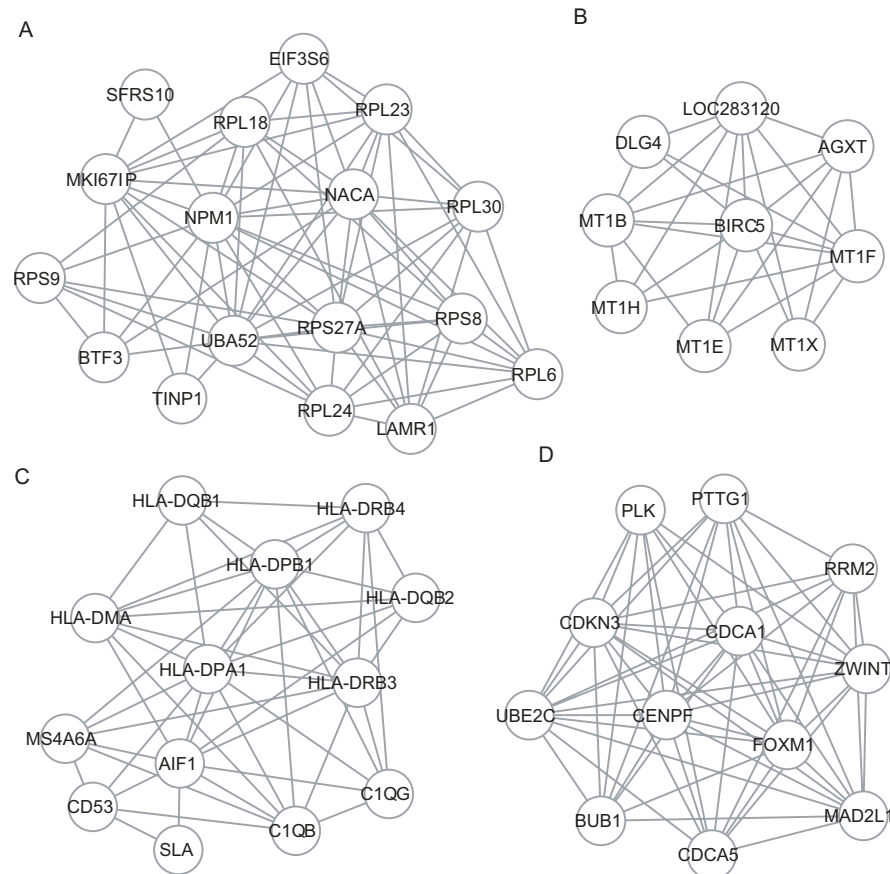 A
EIF3S6
SFRS10
RPL18
RPL23
MKI67IP
NPM1
NACA
RPL30
RPS9
UBA52
RPS27A
RPS8
BTF3
TINP1
RPL24
LAMR1
RPL6
B
LOC283120
DLG4
AGXT
MT1B
BIRC5
MT1F
MT1H
MT1E
MT1X
C
HLA-DQB1
HLA-DRB4
HLA-DPB1
HLA-DQB2
HLA-DMA
HLA-DPA1
HLA-DRB3
MS4A6A
AIF1
CD53
C1QG
C1QB
SLA
D
PLK
PTTG1
RRM2
CDKN3
CDCA1
ZWINT
UBE2C
CENPF
FOXM1
BUB1
MAD2L1
CDCA5